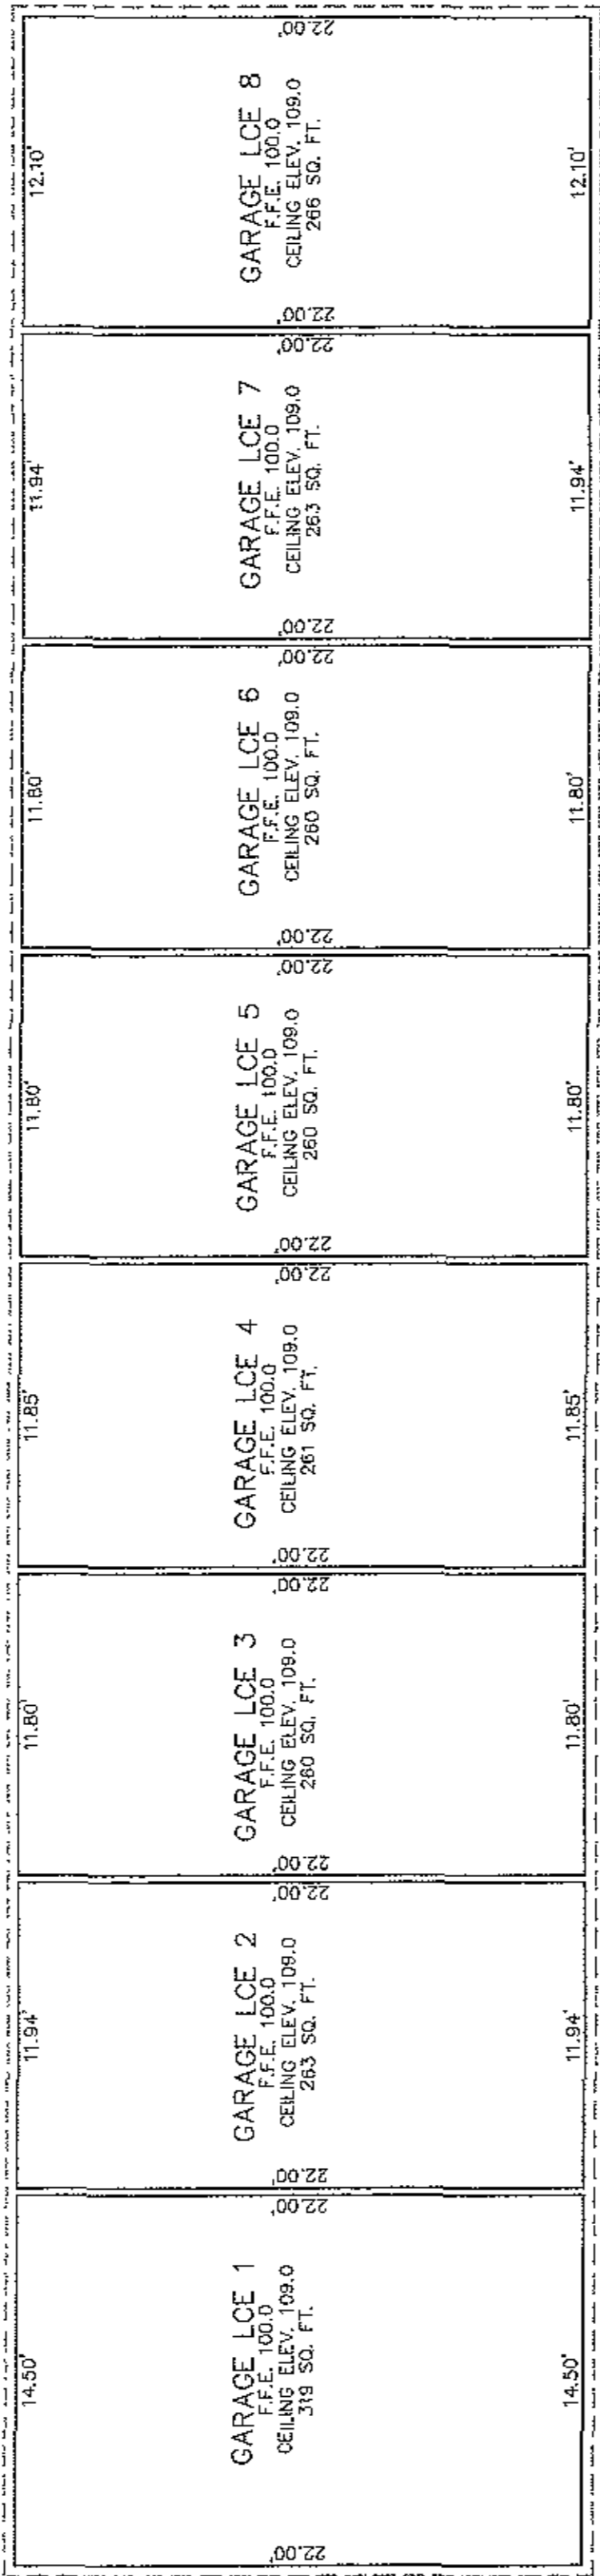 22.00'
12.10'
GARAGE LCE 8
F.F.E. 100.0
CEILING ELEV. 109.0
266 SQ. FT.
12.10'
22.00'
22.00'
11.94'
GARAGE LCE 7
F.F.E. 100.0
CEILING ELEV. 109.0
263 SQ. FT.
11.94'
22.00'
22.00'
11.80'
GARAGE LCE 6
F.F.E. 100.0
CEILING ELEV. 109.0
260 SQ. FT.
11.80'
22.00'
22.00'
11.80'
GARAGE LCE 5
F.F.E. 100.0
CEILING ELEV. 109.0
260 SQ. FT.
11.80'
22.00'
22.00'
11.85'
GARAGE LCE 4
F.F.E. 100.0
CEILING ELEV. 109.0
261 SQ. FT.
11.85'
22.00'
22.00'
11.80'
GARAGE LCE 3
F.F.E. 100.0
CEILING ELEV. 109.0
260 SQ. FT.
11.80'
22.00'
22.00'
11.94'
GARAGE LCE 2
F.F.E. 100.0
CEILING ELEV. 109.0
263 SQ. FT.
11.94'
22.00'
22.00'
14.50'
GARAGE LCE 1
F.F.E. 100.0
CEILING ELEV. 109.0
319 SQ. FT.
14.50'
22.00'